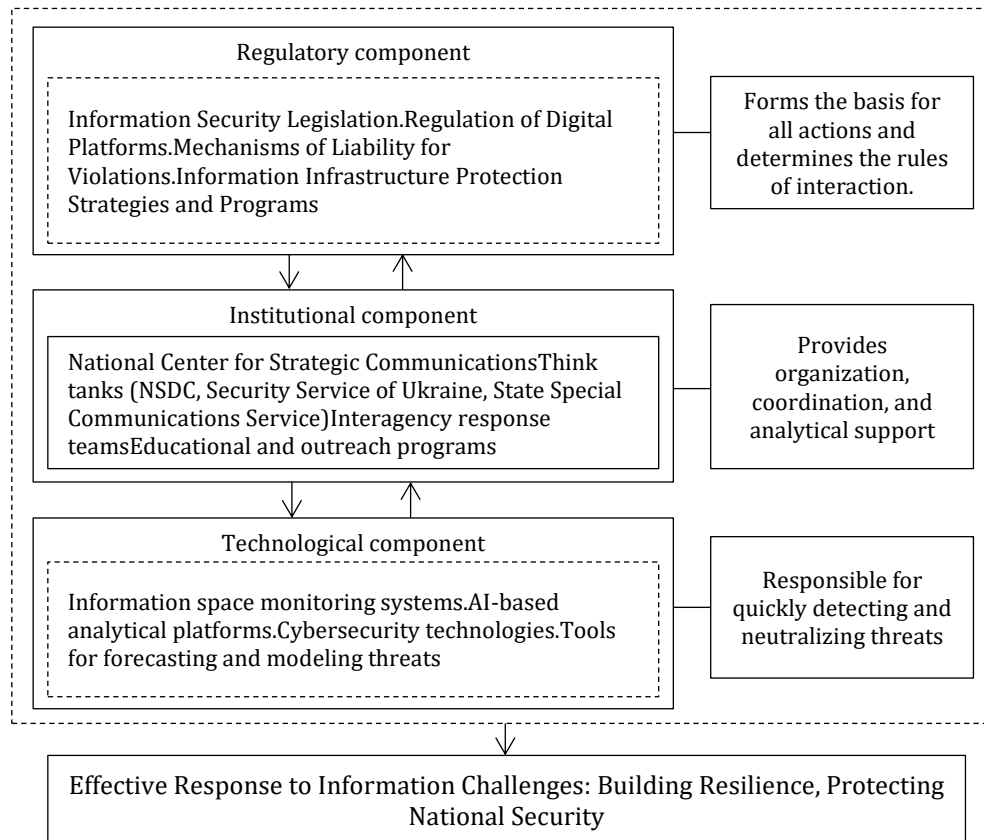 Regulatory component
Information Security Legislation.Regulation of Digital
Platforms.Mechanisms of Liability for
Violations.Information Infrastructure Protection
Strategies and Programs
Forms the basis for
all actions and
determines the rules
of interaction.
Institutional component
National Center for Strategic CommunicationsThink
tanks (NSDC, Security Service of Ukraine, State Special
Communications Service)Interagency response
teamsEducational and outreach programs
Provides
organization,
coordination, and
analytical support
Technological component
Information space monitoring systems.AI-based
analytical platforms.Cybersecurity technologies.Tools
for forecasting and modeling threats
Responsible for
quickly detecting and
neutralizing threats
Effective Response to Information Challenges: Building Resilience, Protecting
National Security